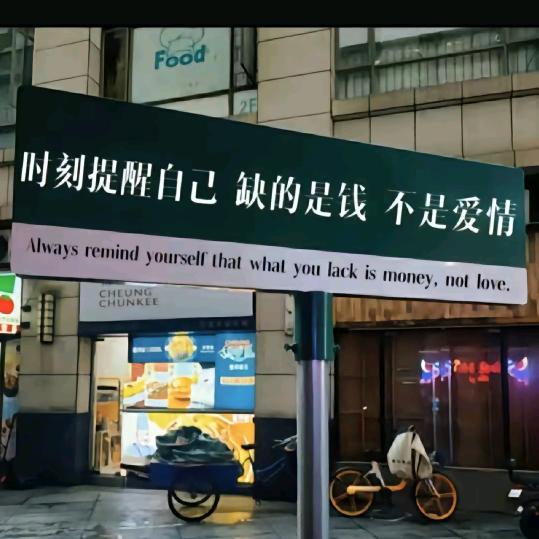 Food
2F
时刻提醒自己 缺的是钱 不是爱情
Always remind yourself that what you lack is money, not love.
CHEUNG
CHUNKEE